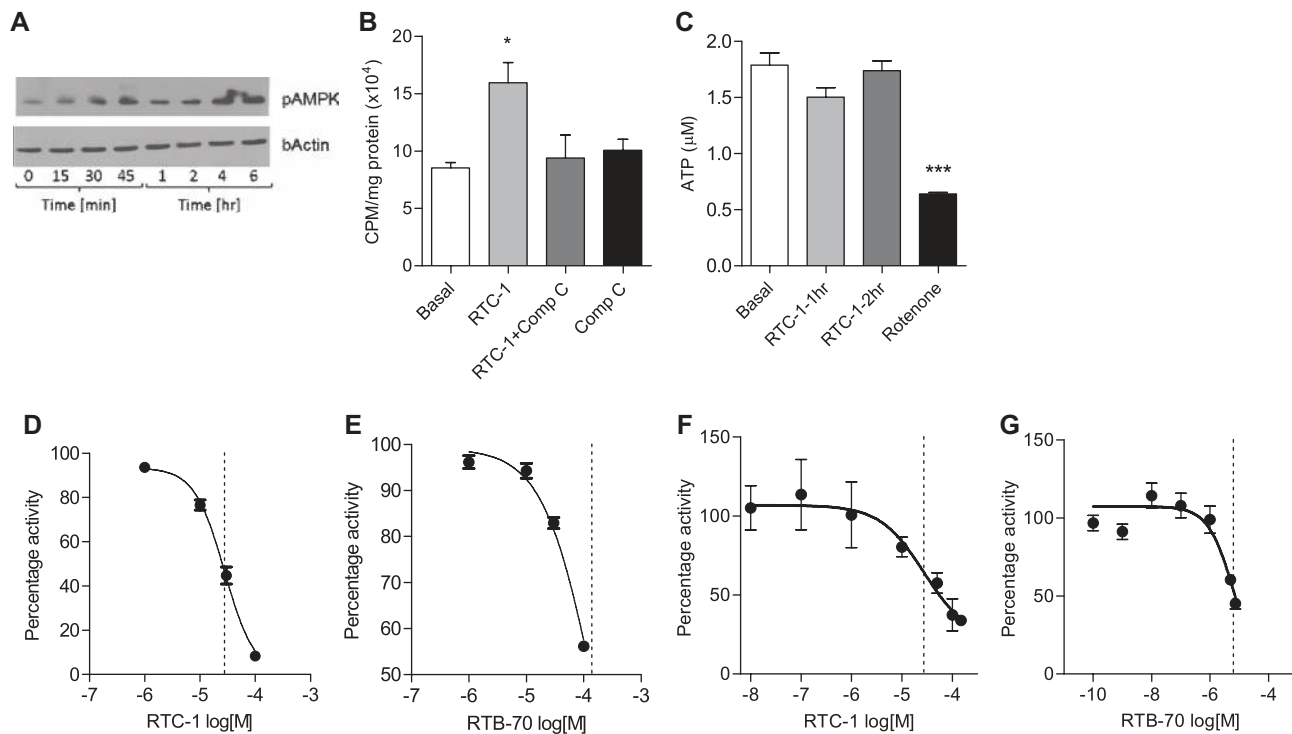 A
pAMPK
bActin
0 15 30 45 1 2 4 6
Time [min] Time [hr]
B
CPM/mg protein (x10⁴)
20
15
10
5
0
*
Basal
RTC-1
RTC-1+Comp C
Comp C
C
ATP (μM)
2.0
1.5
1.0
0.5
0.0
***
Basal
RTC-1-1hr
RTC-1-2hr
Rotenone
D
Percentage activity
100
80
60
40
20
0
-7 -6 -5 -4 -3
RTC-1 log[M]
E
Percentage activity
100
90
80
70
60
50
-7 -6 -5 -4 -3
RTB-70 log[M]
F
Percentage activity
150
100
50
0
-8 -7 -6 -5 -4
RTC-1 log[M]
G
Percentage activity
150
100
50
0
-10 -8 -6 -4
RTB-70 log[M]